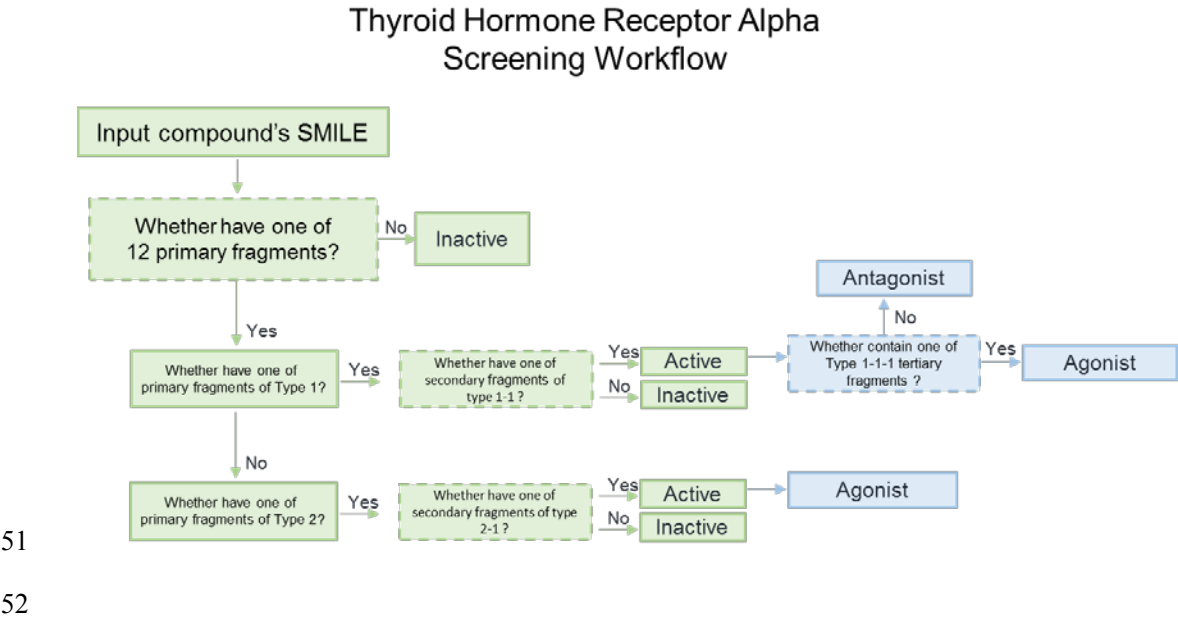 Thyroid Hormone Receptor Alpha
Screening Workflow
Input compound's SMILE
Whether have one of
12 primary fragments?
No
Inactive
Antagonist
No
Yes
Whether have one of
primary fragments of Type 1?
Yes
Whether have one of
secondary fragments of
type 1-1 ?
Yes
Active
No
Inactive
Whether contain one of
Type 1-1-1 tertiary
fragments ?
Yes
Agonist
No
Whether have one of
primary fragments of Type 2?
Yes
Whether have one of
secondary fragments of type
2-1 ?
Yes
Active
No
Inactive
Agonist
51
52